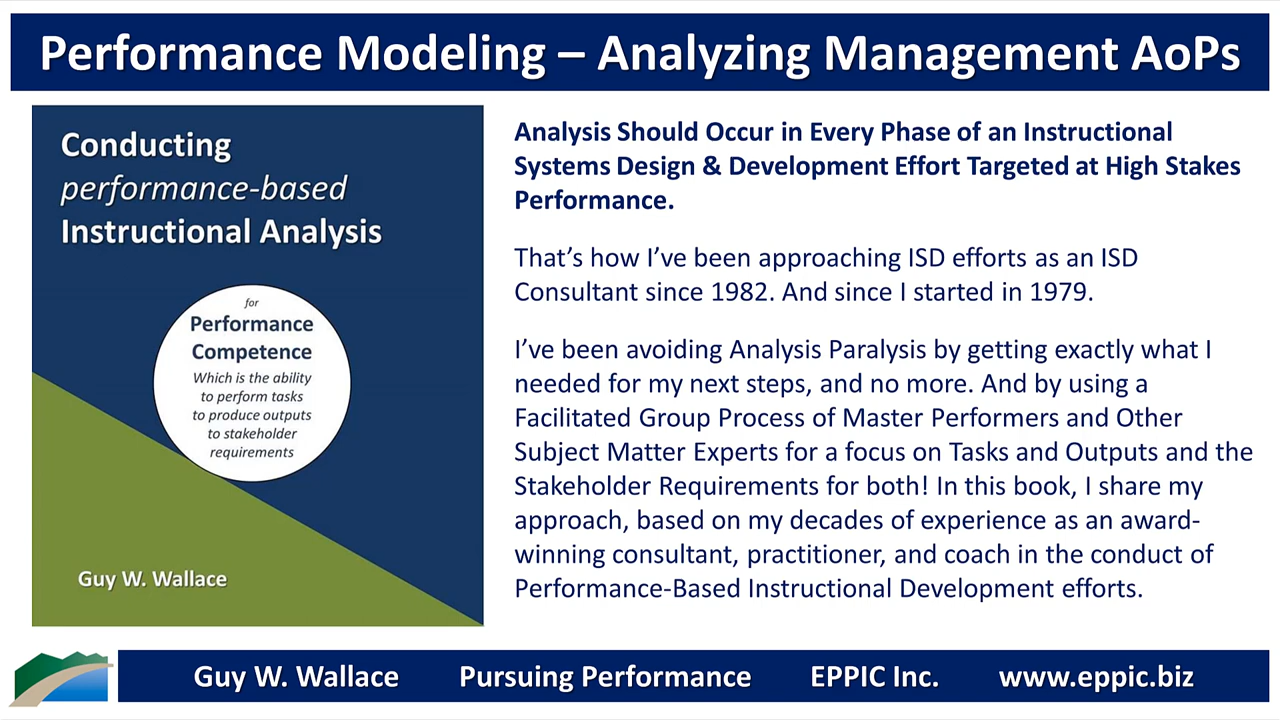 Performance Modeling – Analyzing Management AoPs
Conducting
performance-based
Instructional Analysis
for
Performance
Competence
Which is the ability
to perform tasks
to produce outputs
to stakeholder
requirements
Guy W. Wallace
Analysis Should Occur in Every Phase of an Instructional
Systems Design & Development Effort Targeted at High Stakes
Performance.
That’s how I’ve been approaching ISD efforts as an ISD
Consultant since 1982. And since I started in 1979.
I’ve been avoiding Analysis Paralysis by getting exactly what I
needed for my next steps, and no more. And by using a
Facilitated Group Process of Master Performers and Other
Subject Matter Experts for a focus on Tasks and Outputs and the
Stakeholder Requirements for both! In this book, I share my
approach, based on my decades of experience as an award-
winning consultant, practitioner, and coach in the conduct of
Performance-Based Instructional Development efforts.
Guy W. Wallace Pursuing Performance EPPIC Inc. www.eppic.biz